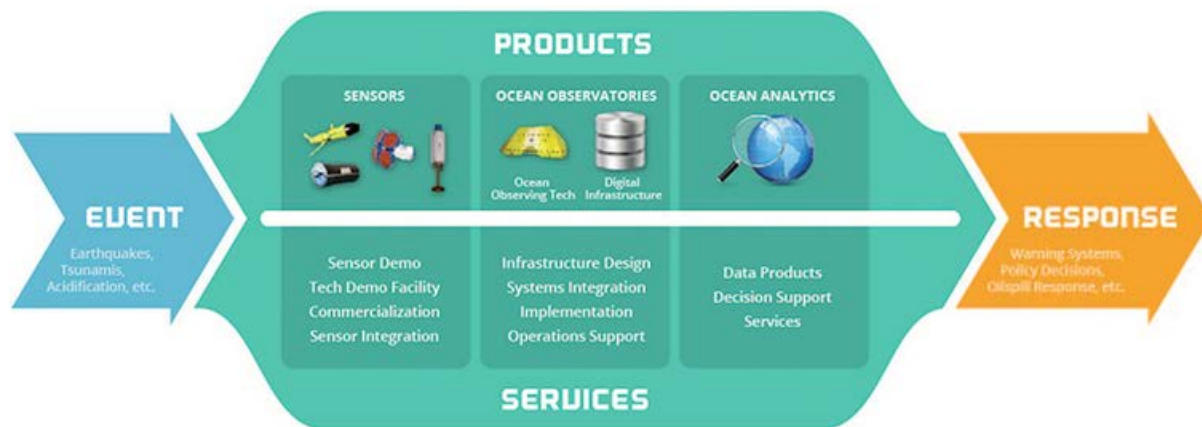 PRODUCTS
SENSORS
OCEAN OBSERVATORIES
Ocean
Observing Tech
Digital
Infrastructure
OCEAN ANALYTICS
EVENT
Earthquakes,
Tsunamis,
Acidification, etc.
RESPONSE
Warning Systems,
Policy Decisions,
Oilspill Response, etc.
Sensor Demo
Tech Demo Facility
Commercialization
Sensor Integration
Infrastructure Design
Systems Integration
Implementation
Operations Support
Data Products
Decision Support
Services
SERVICES